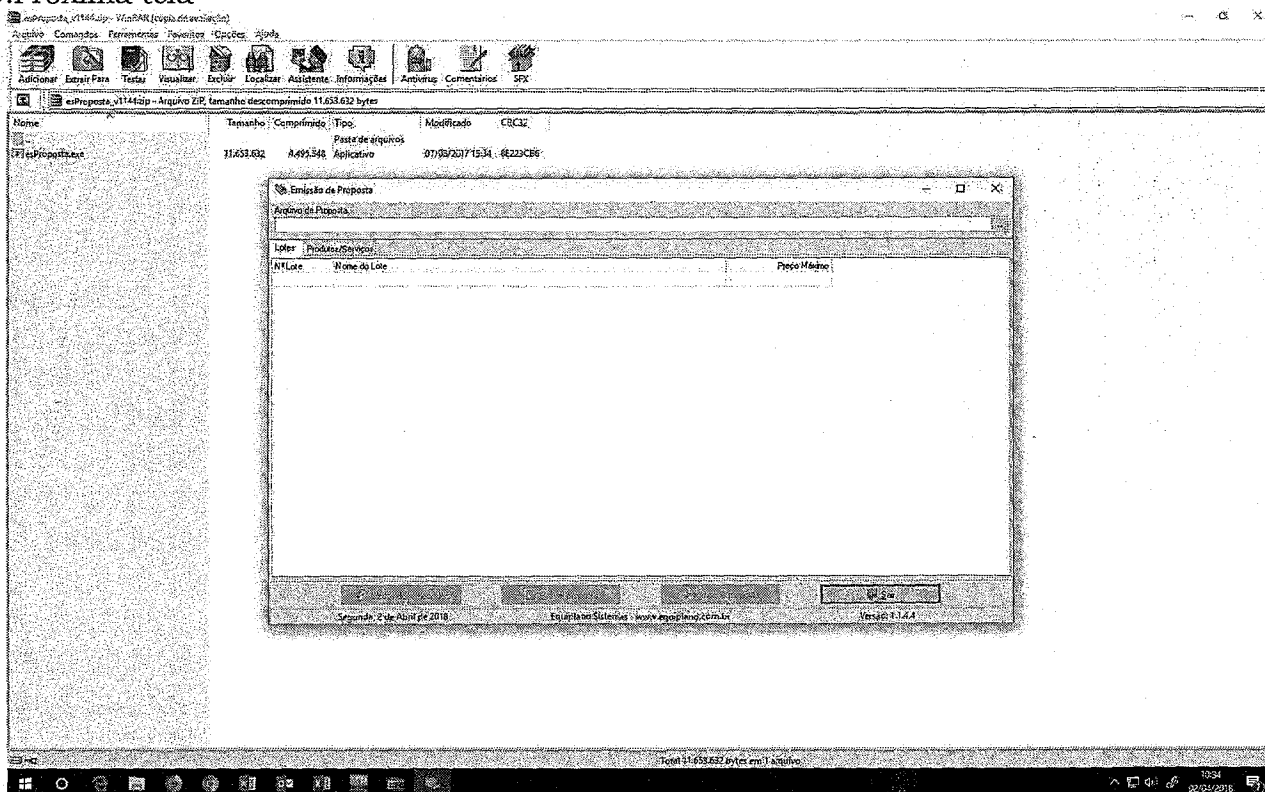 .Próxima tela
esProposta_v1144.zip - WinRAR (cópia de avaliação)
Arquivo Comandos Ferramentas Favoritos Opções Ajuda
Adicionar Extrair Para Testar Visualizar Excluir Localizar Assistente Informações Antivírus Comentários SFX
esProposta_v1144.zip - Arquivo ZIP, tamanho descomprimido 11.653.632 bytes
Nome Tamanho Comprimido Tipo Modificado CRC32
.. Pasta de arquivos
esProposta.exe 11.653.632 4.495.548 Aplicativo 07/03/2017 15:34 6E223CB6
Emissão de Proposta
Arquivo de Proposta
Lotes Produtos/Serviços
Nº Lote Nome do Lote Preço Máximo
Sair
Segunda, 2 de Abril de 2018 Equiplano Sistemas - www.equiplano.com.br Versão: 1.1.4.4
Total 11.653.632 bytes em 1 arquivo
10:34
02/04/2018